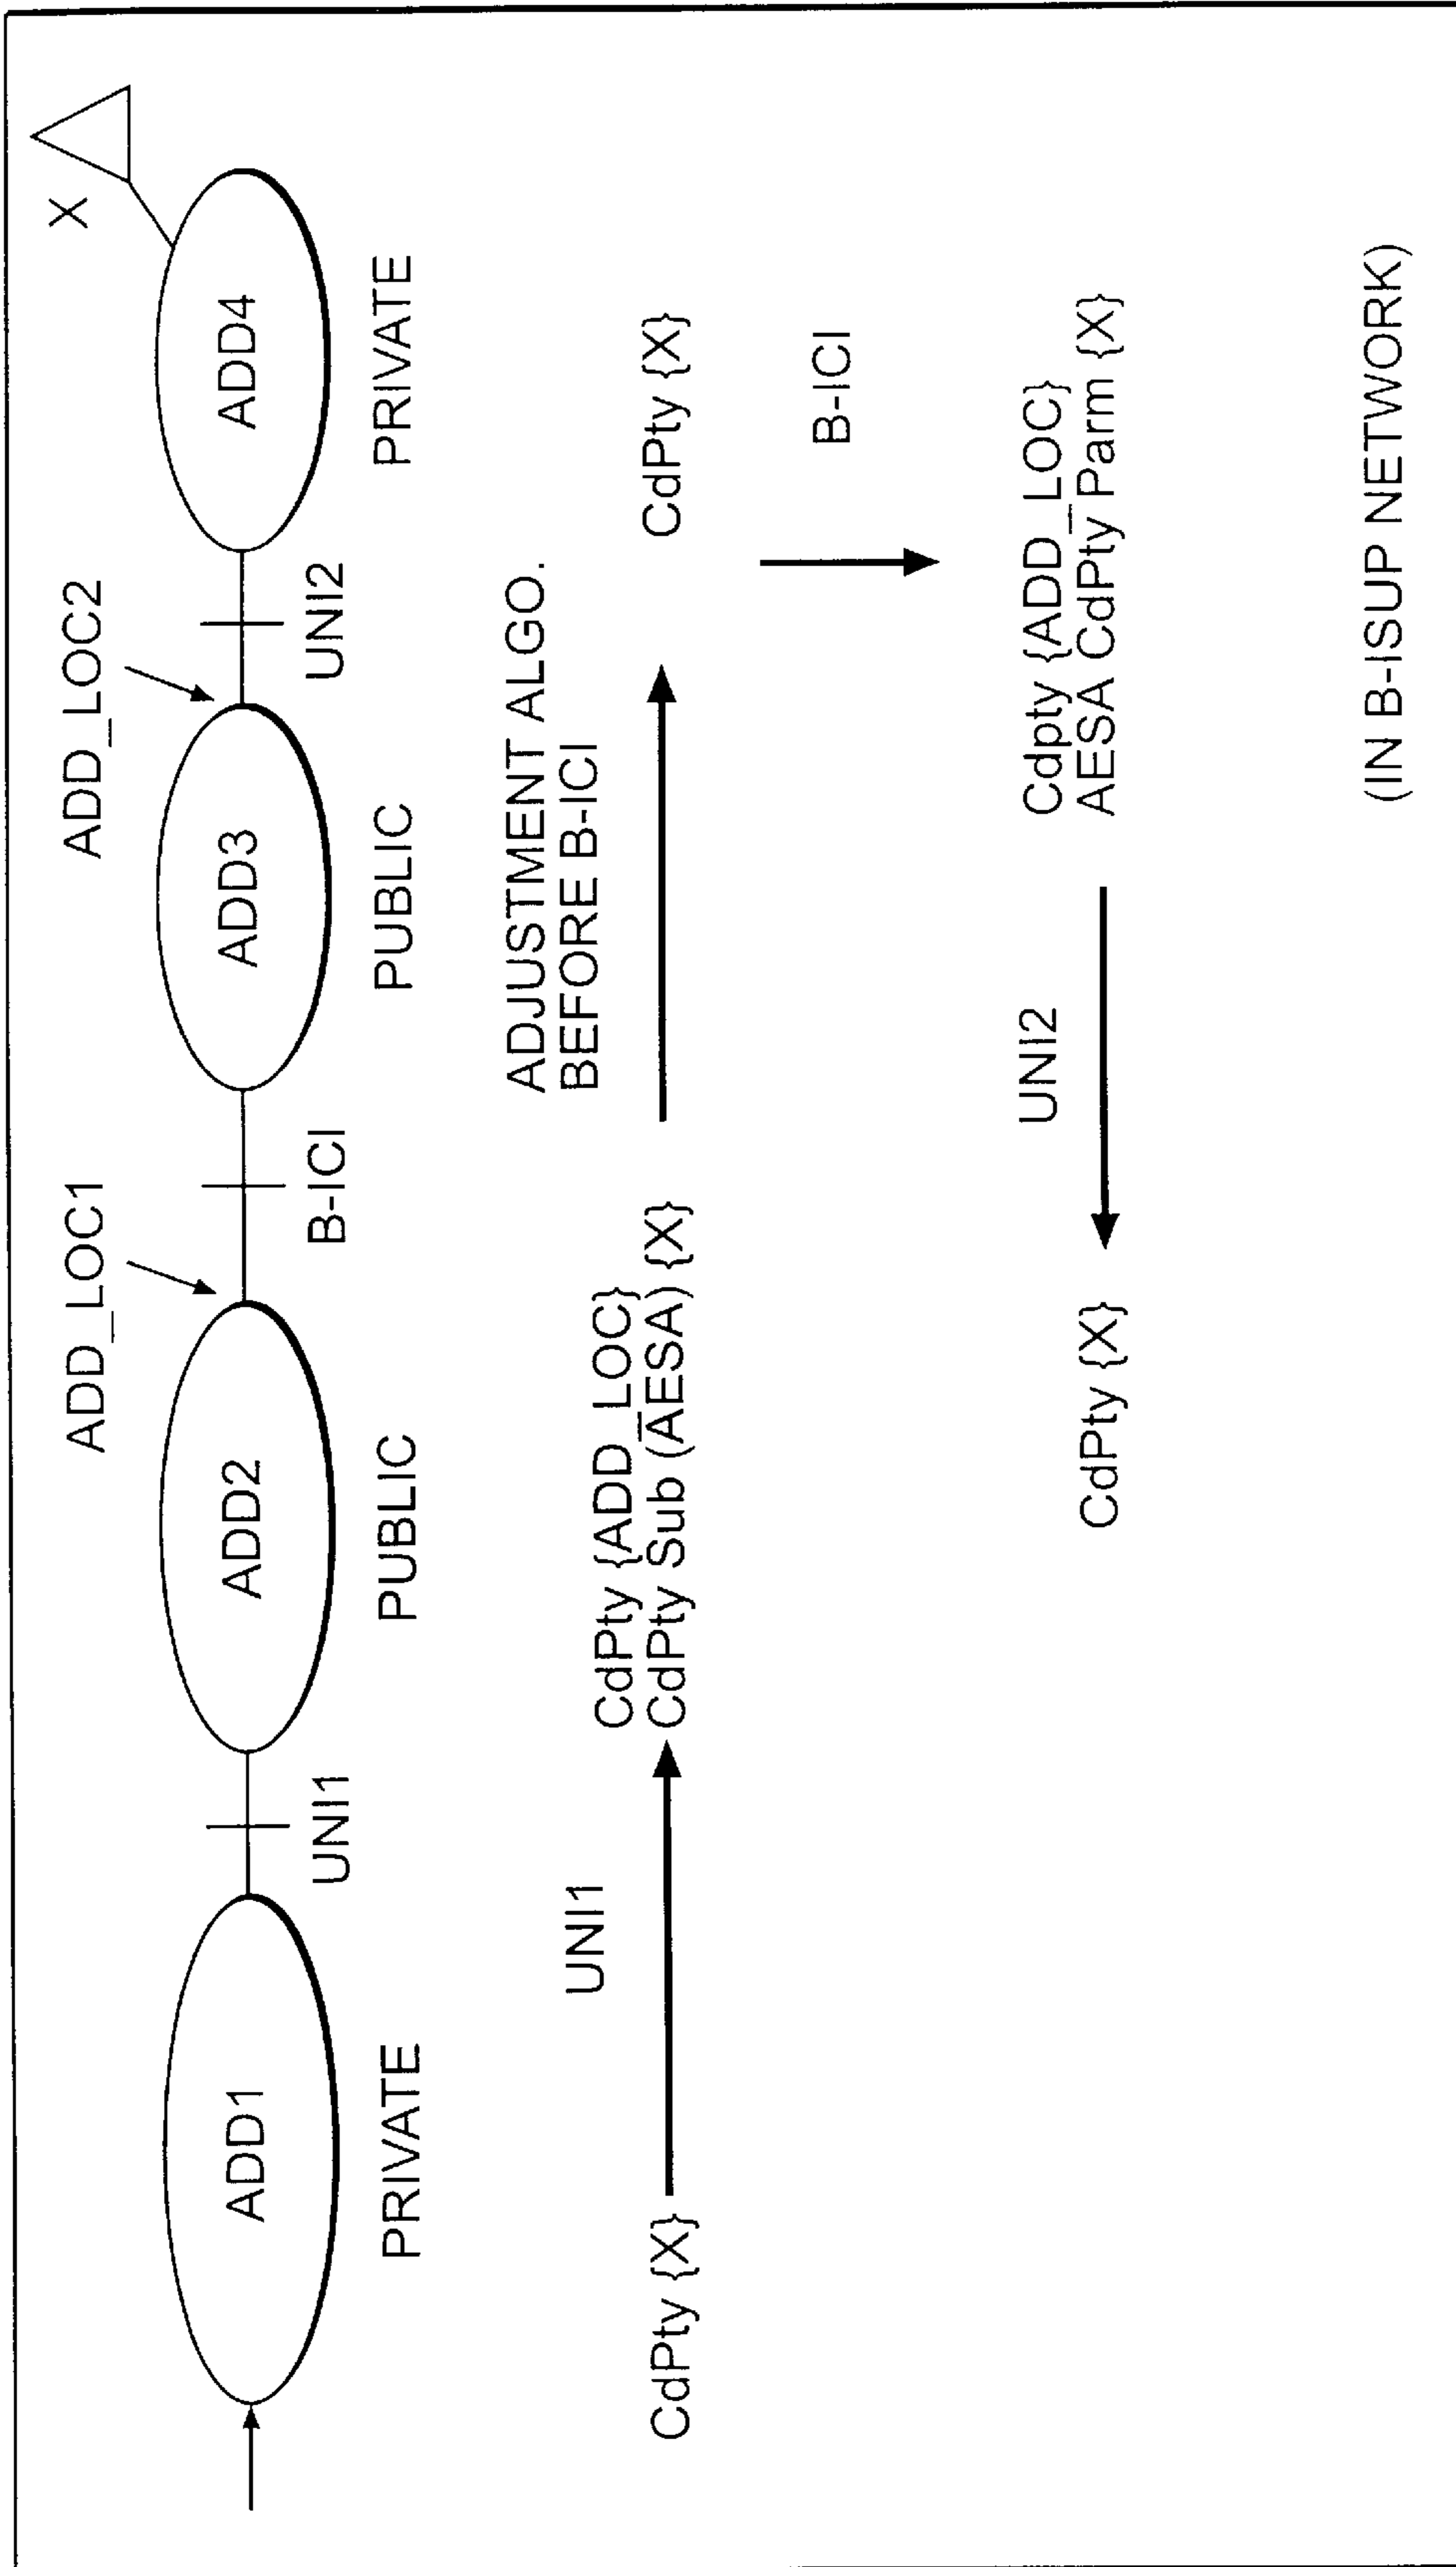 X
ADD_LOC1
ADD_LOC2
ADD1
ADD2
ADD3
ADD4
UNI1
B-ICI
UNI2
PRIVATE
PUBLIC
PUBLIC
PRIVATE
ADJUSTMENT ALGO.
BEFORE B-ICI
UNI1
CdPty {ADD_LOC}
CdPty {X}
CdPty Sub (AESA) {X}
CdPty {X}
B-ICI
UNI2
Cdpty {ADD_LOC}
AESA CdPty Parm {X}
CdPty {X}
(IN B-ISUP NETWORK)